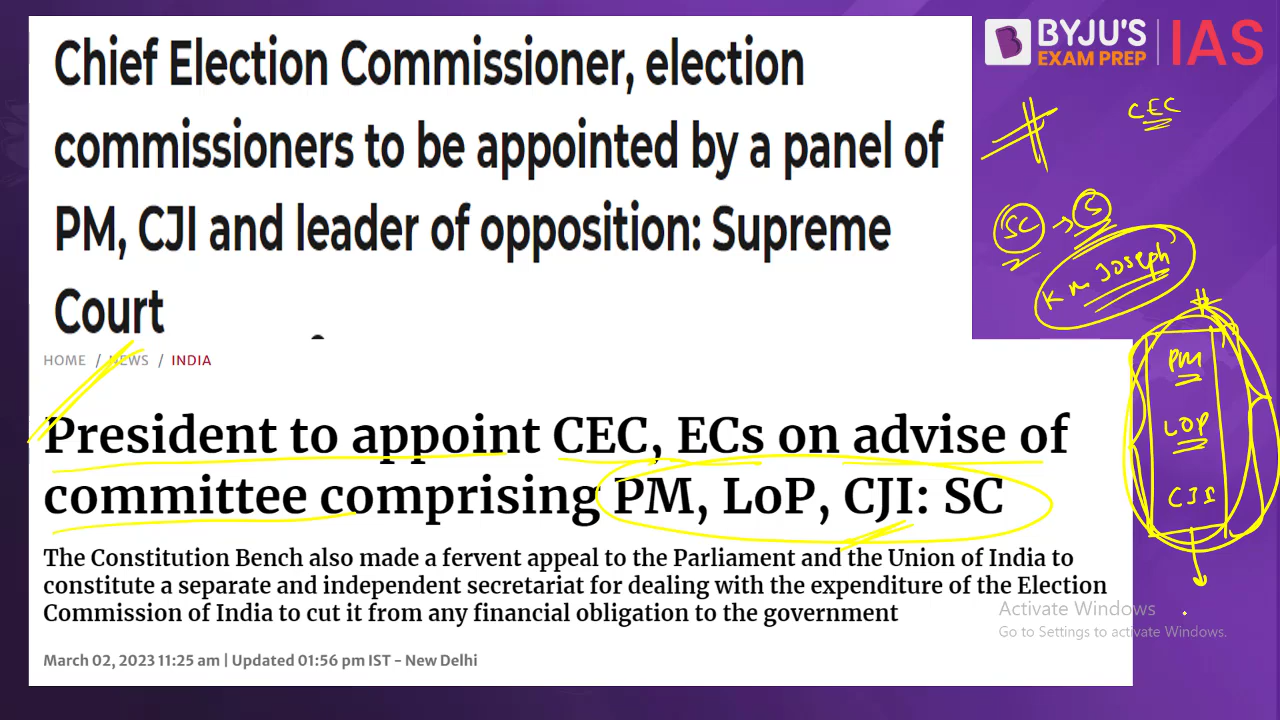 Chief Election Commissioner, election
commissioners to be appointed by a panel of
PM, CJI and leader of opposition: Supreme
Court
HOME / NEWS / INDIA
President to appoint CEC, ECs on advise of
committee comprising PM, LoP, CJI: SC
The Constitution Bench also made a fervent appeal to the Parliament and the Union of India to
constitute a separate and independent secretariat for dealing with the expenditure of the Election
Commission of India to cut it from any financial obligation to the government
March 02, 2023 11:25 am | Updated 01:56 pm IST - New Delhi
BYJU'S
EXAM PREP
IAS
CEC
SC → 5
K M Joseph
PM
LOP
CJI
Activate Windows
Go to Settings to activate Windows.